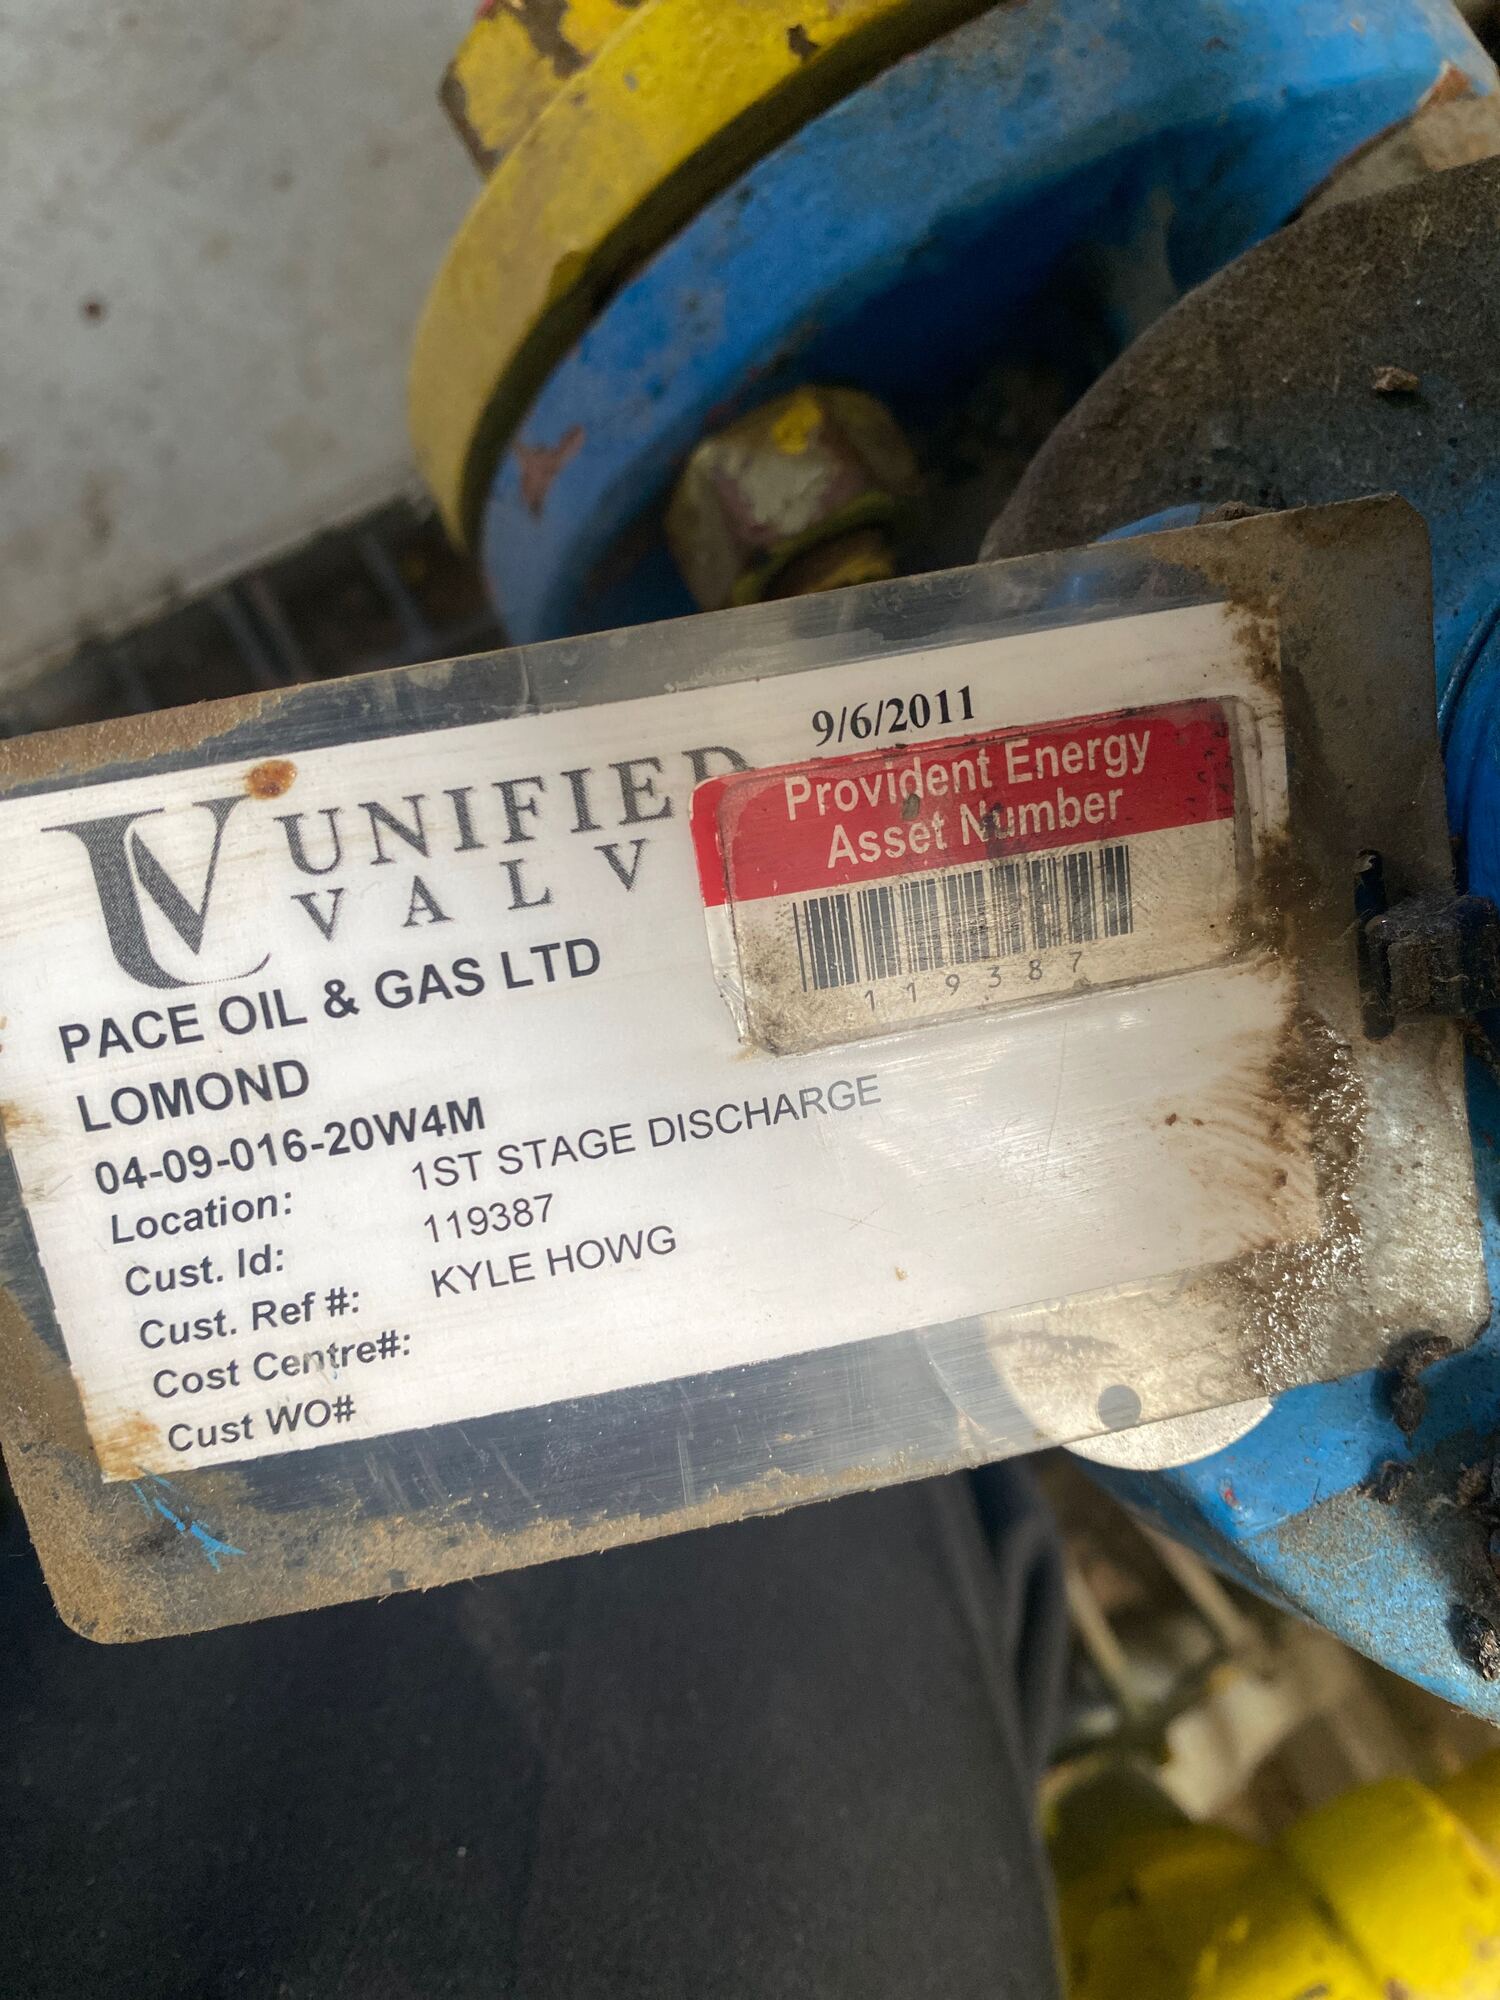 9/6/2011
UNIFIED
VALV
Provident Energy
Asset Number
119387
PACE OIL & GAS LTD
LOMOND
04-09-016-20W4M
Location: 1ST STAGE DISCHARGE
Cust. Id: 119387
Cust. Ref #: KYLE HOWG
Cost Centre#:
Cust WO#